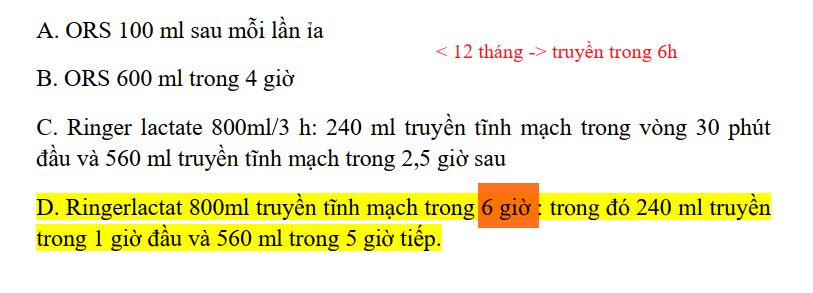 A. ORS 100 ml sau mỗi lần ỉa
< 12 tháng -> truyền trong 6h
B. ORS 600 ml trong 4 giờ
C. Ringer lactate 800ml/3 h: 240 ml truyền tĩnh mạch trong vòng 30 phút
đầu và 560 ml truyền tĩnh mạch trong 2,5 giờ sau
D. Ringerlactat 800ml truyền tĩnh mạch trong 6 giờ : trong đó 240 ml truyền
trong 1 giờ đầu và 560 ml trong 5 giờ tiếp.